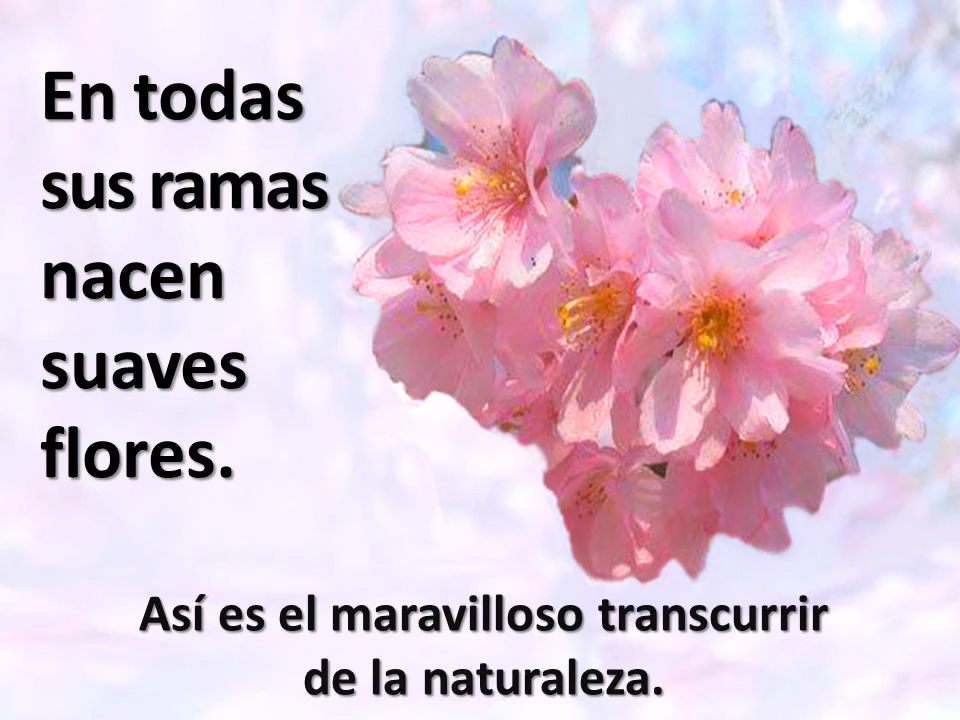 En todas
sus ramas
nacen
suaves
flores.
Así es el maravilloso transcurrir
de la naturaleza.